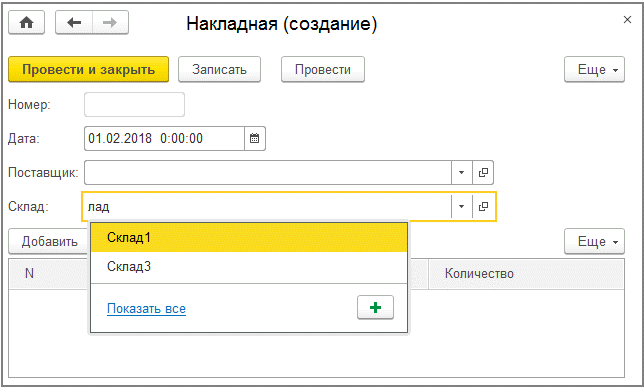 Накладная (создание)
Провести и закрыть Записать Провести Еще
Номер:
Дата: 01.02.2018 0:00:00
Поставщик:
Склад: лад
Добавить Еще
Склад1
N Количество
Склад3
Показать все